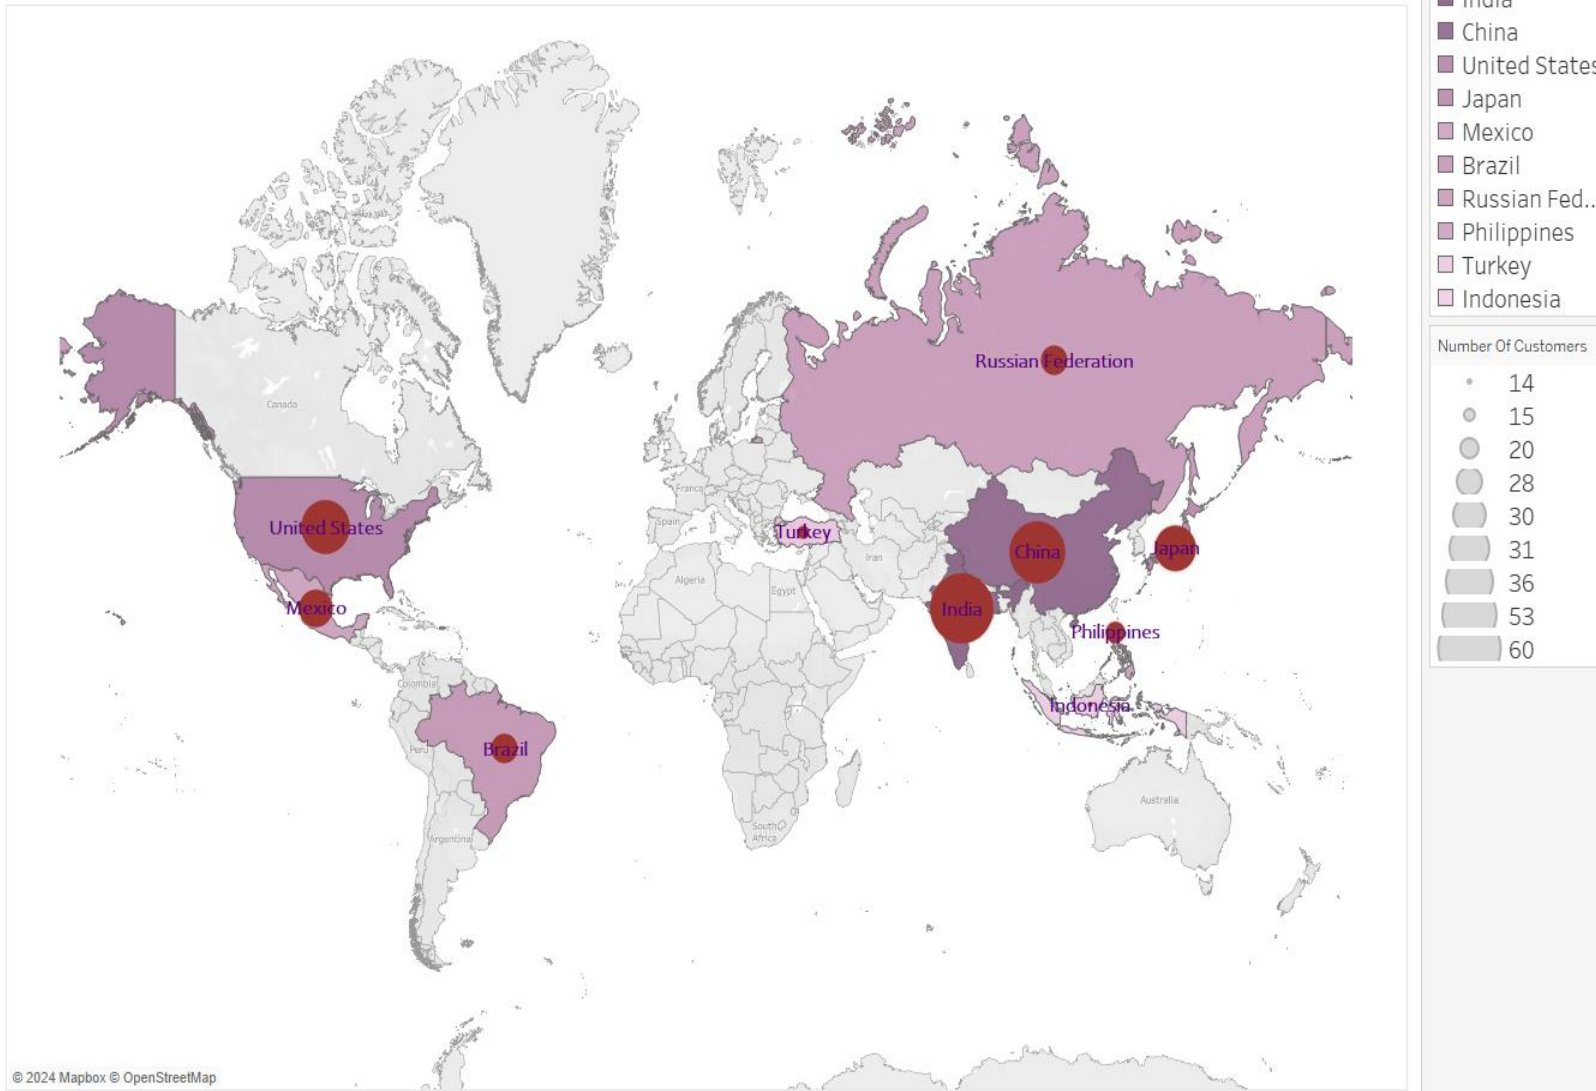 India
China
United States
Japan
Mexico
Brazil
Russian Fed..
Philippines
Turkey
Indonesia
Number Of Customers
14
15
20
28
30
31
36
53
60
Canada
Russian Federation
France
Spain
Turkey
United States
China
Japan
Iran
Algeria
Egypt
Mexico
India
Philippines
Colombia
Indonesia
Peru
Brazil
Australia
South
Africa
Argentina
© 2024 Mapbox © OpenStreetMap